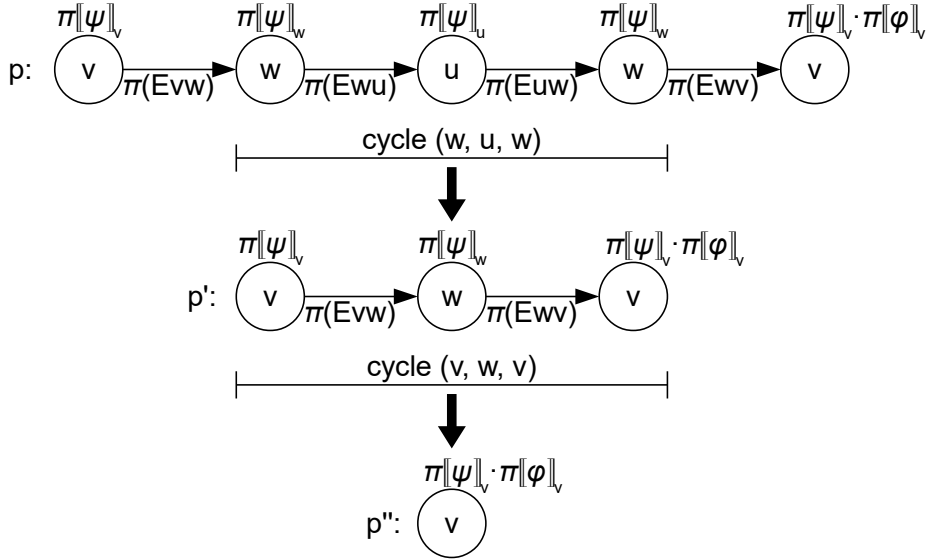 π⟦ψ⟧ᵥ π⟦ψ⟧w π⟦ψ⟧ᵤ π⟦ψ⟧w π⟦ψ⟧ᵥ · π⟦φ⟧ᵥ
p: v w u w v
π(Evw) π(Ewu) π(Euw) π(Ewv)
cycle (w, u, w)
π⟦ψ⟧ᵥ π⟦ψ⟧w π⟦ψ⟧ᵥ · π⟦φ⟧ᵥ
p': v w v
π(Evw) π(Ewv)
cycle (v, w, v)
π⟦ψ⟧ᵥ · π⟦φ⟧ᵥ
p'': v